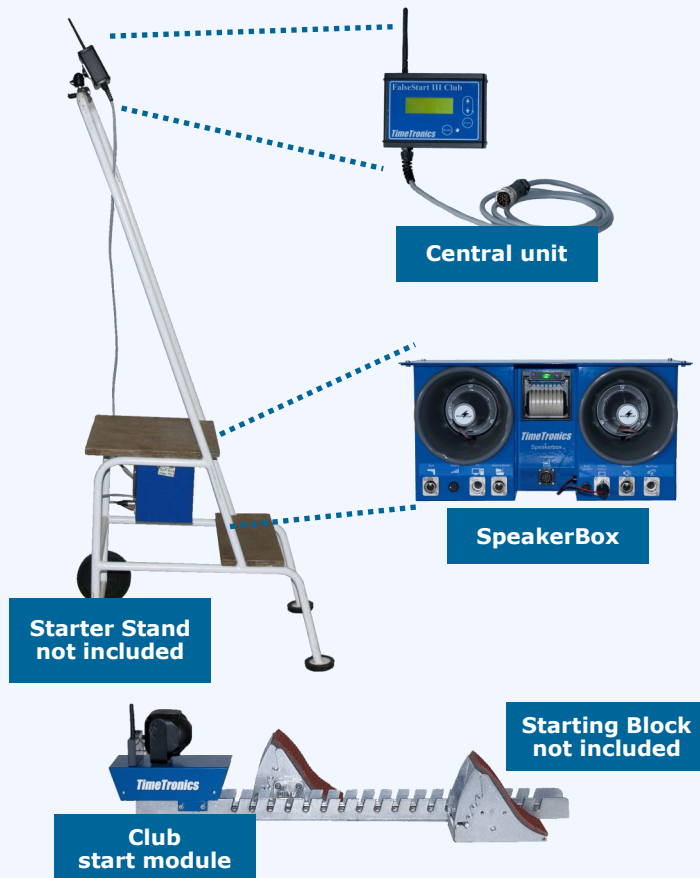 FalseStart III Club
TimeTronics
Central unit
TimeTronics
Speakerbox
SpeakerBox
Starter Stand
not included
Starting Block
not included
TimeTronics
Club
start module